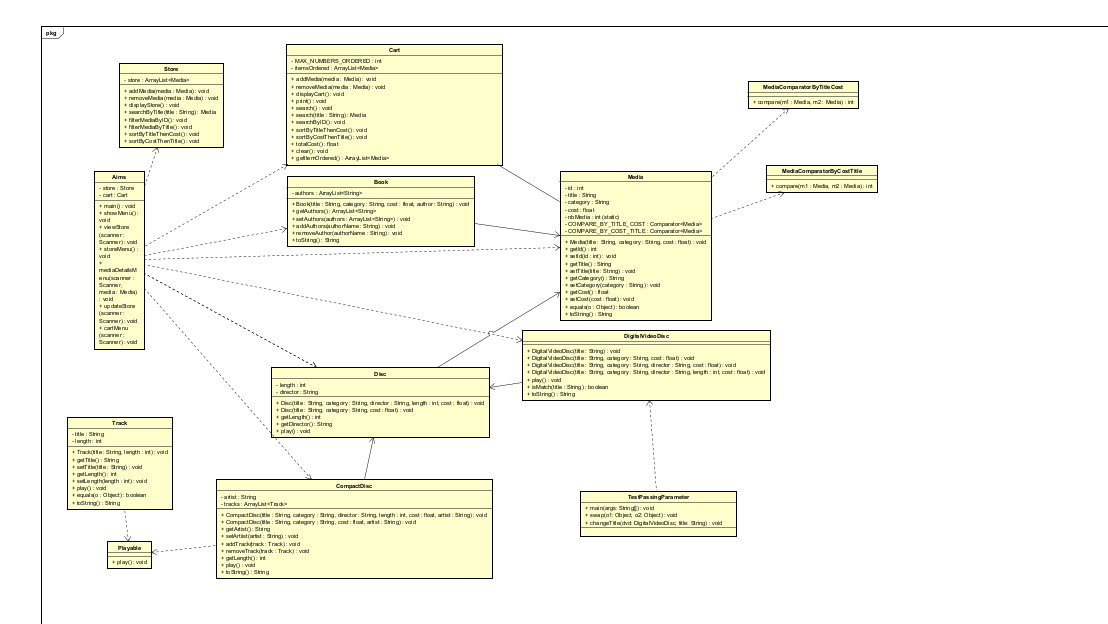 pkg
Store
- store : ArrayList<Media>
+ addMedia(media : Media) : void
+ removeMedia(media : Media) : void
+ displayStore() : void
+ searchByTitle(title : String) : Media
+ filterMediaByID() : void
+ filterMediaByTitle() : void
+ sortByTitleThenCost() : void
+ sortByCostThenTitle() : void
Cart
- MAX_NUMBERS_ORDERED : int
- itemsOrdered : ArrayList<Media>
+ addMedia(media : Media) : void
+ removeMedia(media : Media) : void
+ displayCart() : void
+ print() : void
+ search() : void
+ search(title : String) : Media
+ searchByID() : void
+ sortByTitleThenCost() : void
+ sortByCostThenTitle() : void
+ totalCost() : float
+ clear() : void
+ getItemOrdered() : ArrayList<Media>
MediaComparatorByTitleCost
+ compare(m1 : Media, m2 : Media) : int
MediaComparatorByCostTitle
+ compare(m1 : Media, m2 : Media) : int
Aims
- store : Store
- cart : Cart
+ main() : void
+ showMenu() :
void
+ viewStore
(scanner :
Scanner) : void
+ storeMenu() :
void
+
mediaDetailsM
enu(scanner :
Scanner,
media : Media)
: void
+ updateStore
(scanner :
Scanner) : void
+ cartMenu
(scanner :
Scanner) : void
Book
- authors : ArrayList<String>
+ Book(title : String, category : String, cost : float, author : String) : void
+ getAuthors() : ArrayList<String>
+ setAuthors(authors : ArrayList<String>) : void
+ addAuthors(authorName : String) : void
+ removeAuthor(authorName : String) : void
+ toString() : String
Media
- id : int
- title : String
- category : String
- cost : float
- nbMedia : int (static)
- COMPARE_BY_TITLE_COST : Comparator<Media>
- COMPARE_BY_TITLE_COST : Comparator<Media>
+ Media(title : String, category : String, cost : float) : void
+ getId() : int
+ setId(id : int) : void
+ getTitle() : String
+ setTitle(title : String) : void
+ getCategory() : String
+ setCategory(category : String) : void
+ getCost() : float
+ setCost(cost : float) : void
+ equals(o : Object) : boolean
+ toString() : String
DigitalVideoDisc
+ DigitalVideoDisc(title : String) : void
+ DigitalVideoDisc(title : String, category : String, cost : float) : void
+ DigitalVideoDisc(title : String, category : String, director : String, cost : float) : void
+ DigitalVideoDisc(title : String, category : String, director : String, length : int, cost : float) : void
+ play() : void
+ isMatch(title : String) : boolean
+ toString() : String
Disc
- length : int
- director : String
+ Disc(title : String, category : String, director : String, length : int, cost : float) : void
+ Disc(title : String, category : String, cost : float) : void
+ getLength() : int
+ getDirector() : String
+ play() : void
Track
- title : String
- length : int
+ Track(title : String, length : int) : void
+ getTitle() : String
+ setTitle(title : String) : void
+ getLength() : int
+ setLength(length : int) : void
+ play() : void
+ equals(o : Object) : boolean
+ toString() : String
CompactDisc
- artist : String
- tracks : ArrayList<Track>
+ CompactDisc(title : String, category : String, director : String, length : int, cost : float, artist : String) : void
+ CompactDisc(title : String, category : String, cost : float, artist : String) : void
+ getArtist() : String
+ setArtist(artist : String) : void
+ addTrack(track : Track) : void
+ removeTrack(track : Track) : void
+ getLength() : int
+ play() : void
+ toString() : String
TestPassingParameter
+ main(args : String[]) : void
+ swap(o1 : Object, o2 : Object) : void
+ changeTitle(dvd : DigitalVideoDisc, title : String) : void
Playable
+ play() : void